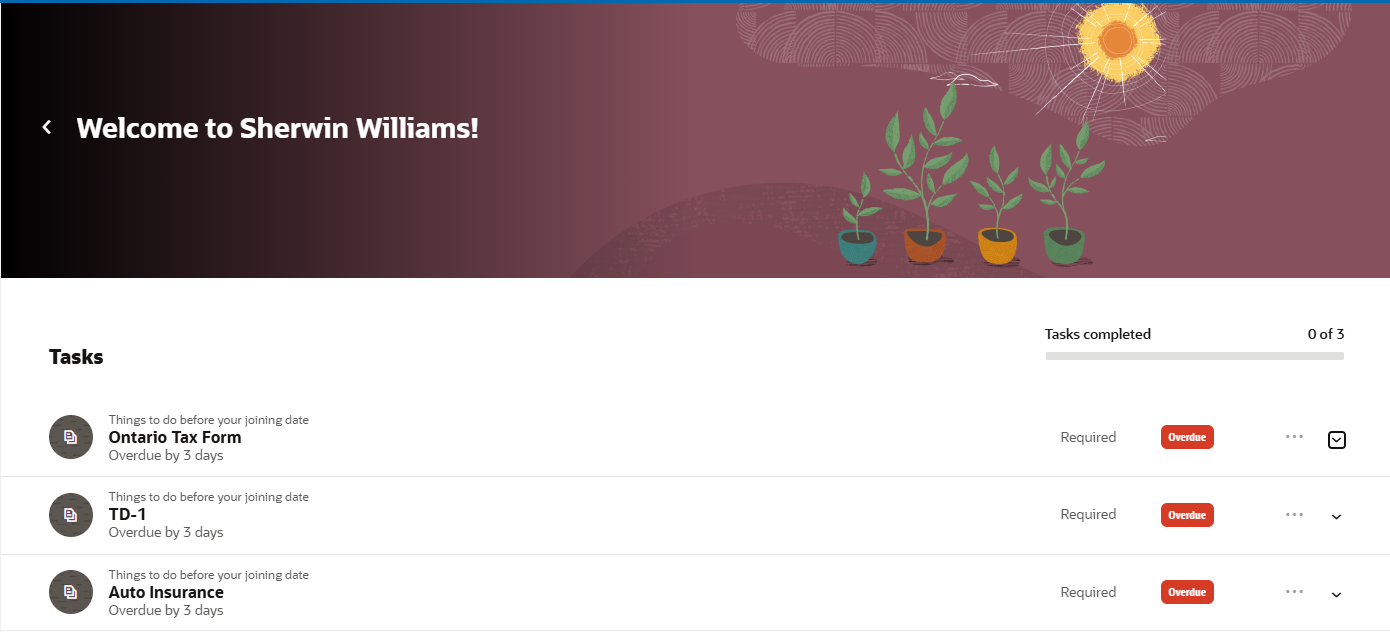 Welcome to Sherwin Williams!
Tasks completed 0 of 3
Tasks
Things to do before your joining date
Ontario Tax Form
Overdue by 3 days
Required Overdue
Things to do before your joining date
TD-1
Overdue by 3 days
Required Overdue
Things to do before your joining date
Auto Insurance
Overdue by 3 days
Required Overdue